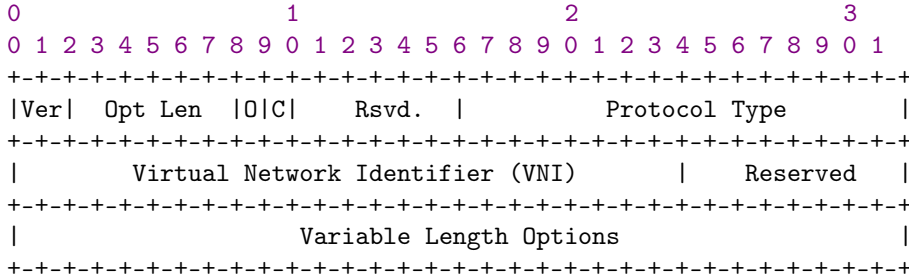 0                   1                   2                   3
0 1 2 3 4 5 6 7 8 9 0 1 2 3 4 5 6 7 8 9 0 1 2 3 4 5 6 7 8 9 0 1
+-+-+-+-+-+-+-+-+-+-+-+-+-+-+-+-+-+-+-+-+-+-+-+-+-+-+-+-+-+-+-+-+
|Ver|  Opt Len  |O|C|    Rsvd.  |          Protocol Type        |
+-+-+-+-+-+-+-+-+-+-+-+-+-+-+-+-+-+-+-+-+-+-+-+-+-+-+-+-+-+-+-+-+
|        Virtual Network Identifier (VNI)       |    Reserved   |
+-+-+-+-+-+-+-+-+-+-+-+-+-+-+-+-+-+-+-+-+-+-+-+-+-+-+-+-+-+-+-+-+
|                    Variable Length Options                    |
+-+-+-+-+-+-+-+-+-+-+-+-+-+-+-+-+-+-+-+-+-+-+-+-+-+-+-+-+-+-+-+-+